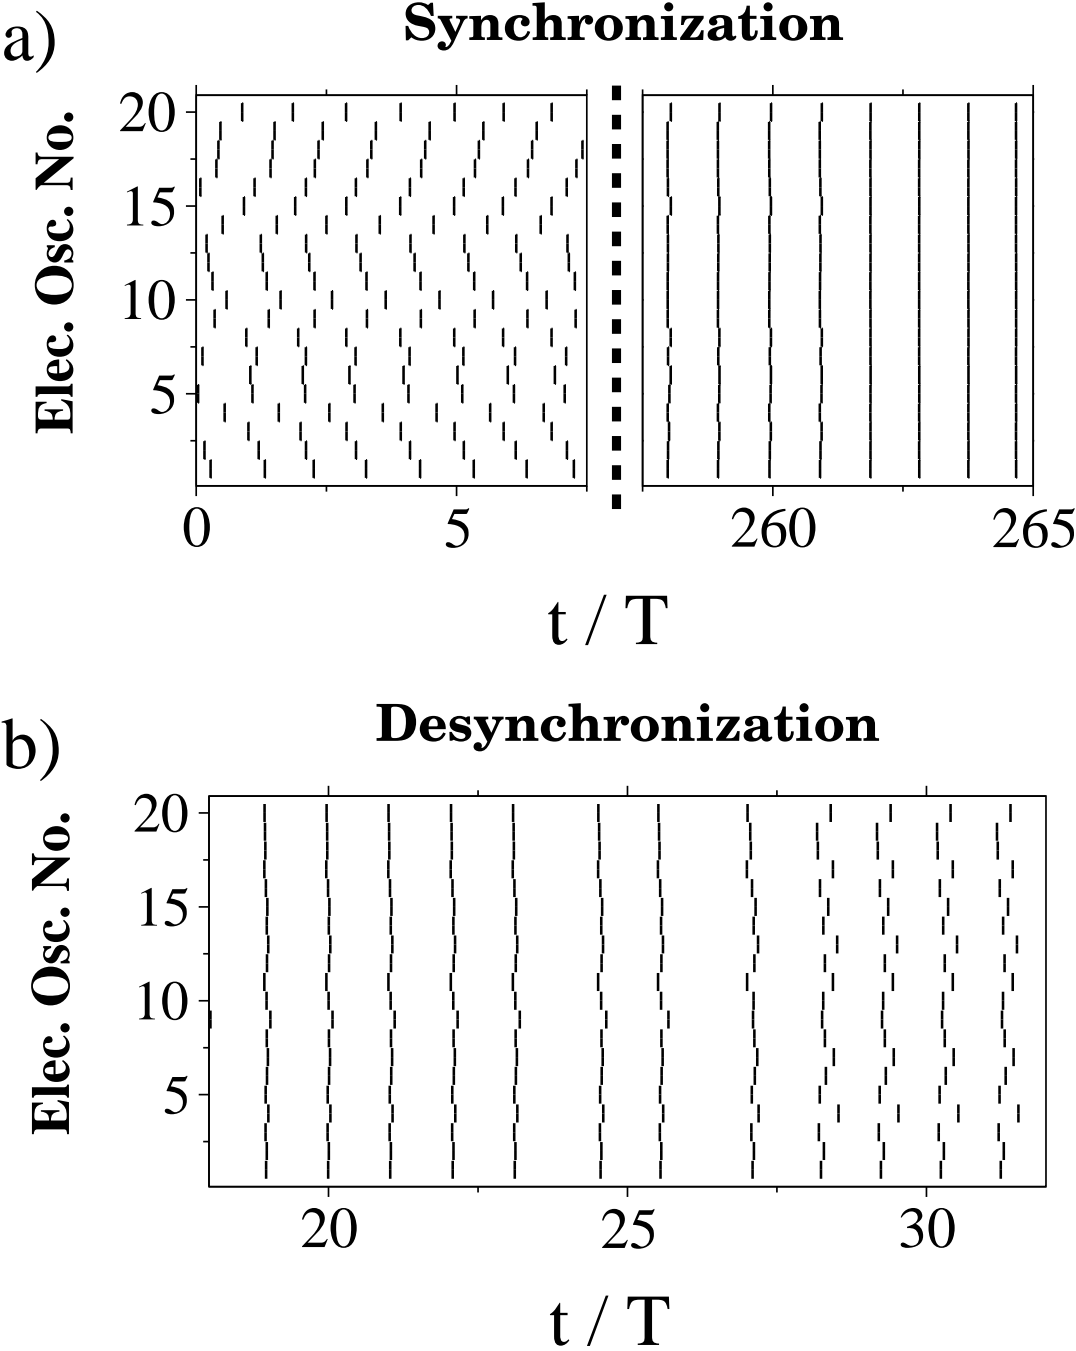 a)
Synchronization
Elec. Osc. No.
20
15
10
5
0 5 260 265
t / T
b)
Desynchronization
Elec. Osc. No.
20
15
10
5
20 25 30
t / T